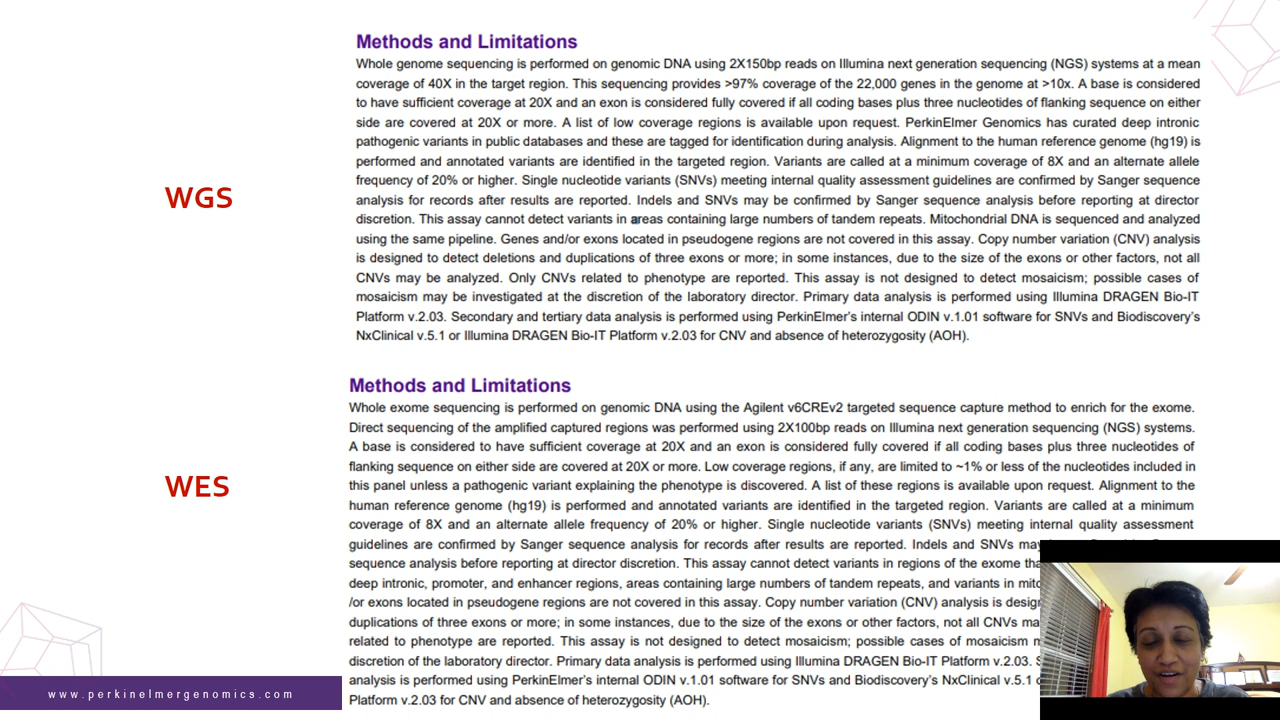 Methods and Limitations
Whole genome sequencing is performed on genomic DNA using 2X150bp reads on Illumina next generation sequencing (NGS) systems at a mean
coverage of 40X in the target region. This sequencing provides >97% coverage of the 22,000 genes in the genome at >10x. A base is considered
to have sufficient coverage at 20X and an exon is considered fully covered if all coding bases plus three nucleotides of flanking sequence on either
side are covered at 20X or more. A list of low coverage regions is available upon request. PerkinElmer Genomics has curated deep intronic
pathogenic variants in public databases and these are tagged for identification during analysis. Alignment to the human reference genome (hg19) is
performed and annotated variants are identified in the targeted region. Variants are called at a minimum coverage of 8X and an alternate allele
frequency of 20% or higher. Single nucleotide variants (SNVs) meeting internal quality assessment guidelines are confirmed by Sanger sequence
analysis for records after results are reported. Indels and SNVs may be confirmed by Sanger sequence analysis before reporting at director
discretion. This assay cannot detect variants in areas containing large numbers of tandem repeats. Mitochondrial DNA is sequenced and analyzed
using the same pipeline. Genes and/or exons located in pseudogene regions are not covered in this assay. Copy number variation (CNV) analysis
is designed to detect deletions and duplications of three exons or more; in some instances, due to the size of the exons or other factors, not all
CNVs may be analyzed. Only CNVs related to phenotype are reported. This assay is not designed to detect mosaicism; possible cases of
mosaicism may be investigated at the discretion of the laboratory director. Primary data analysis is performed using Illumina DRAGEN Bio-IT
Platform v.2.03. Secondary and tertiary data analysis is performed using PerkinElmer's internal ODIN v.1.01 software for SNVs and Biodiscovery's
NxClinical v.5.1 or Illumina DRAGEN Bio-IT Platform v.2.03 for CNV and absence of heterozygosity (AOH).
WGS
Methods and Limitations
Whole exome sequencing is performed on genomic DNA using the Agilent v6CREv2 targeted sequence capture method to enrich for the exome.
Direct sequencing of the amplified captured regions was performed using 2X100bp reads on Illumina next generation sequencing (NGS) systems.
A base is considered to have sufficient coverage at 20X and an exon is considered fully covered if all coding bases plus three nucleotides of
flanking sequence on either side are covered at 20X or more. Low coverage regions, if any, are limited to ~1% or less of the nucleotides included in
this panel unless a pathogenic variant explaining the phenotype is discovered. A list of these regions is available upon request. Alignment to the
human reference genome (hg19) is performed and annotated variants are identified in the targeted region. Variants are called at a minimum
coverage of 8X and an alternate allele frequency of 20% or higher. Single nucleotide variants (SNVs) meeting internal quality assessment
guidelines are confirmed by Sanger sequence analysis for records after results are reported. Indels and SNVs
sequence analysis before reporting at director discretion. This assay cannot detect variants in regions of the exome
deep intronic, promoter, and enhancer regions, areas containing large numbers of tandem repeats, and variants in
/or exons located in pseudogene regions are not covered in this assay. Copy number variation (CNV) analysis is
duplications of three exons or more; in some instances, due to the size of the exons or other factors, not all CNVs
related to phenotype are reported. This assay is not designed to detect mosaicism; possible cases of mosaicism
discretion of the laboratory director. Primary data analysis is performed using Illumina DRAGEN Bio-IT Platform v.2.03.
analysis is performed using PerkinElmer's internal ODIN v.1.01 software for SNVs and Biodiscovery's NxClinical v.5.1
Platform v.2.03 for CNV and absence of heterozygosity (AOH).
WES
www.perkinelmergenomics.com